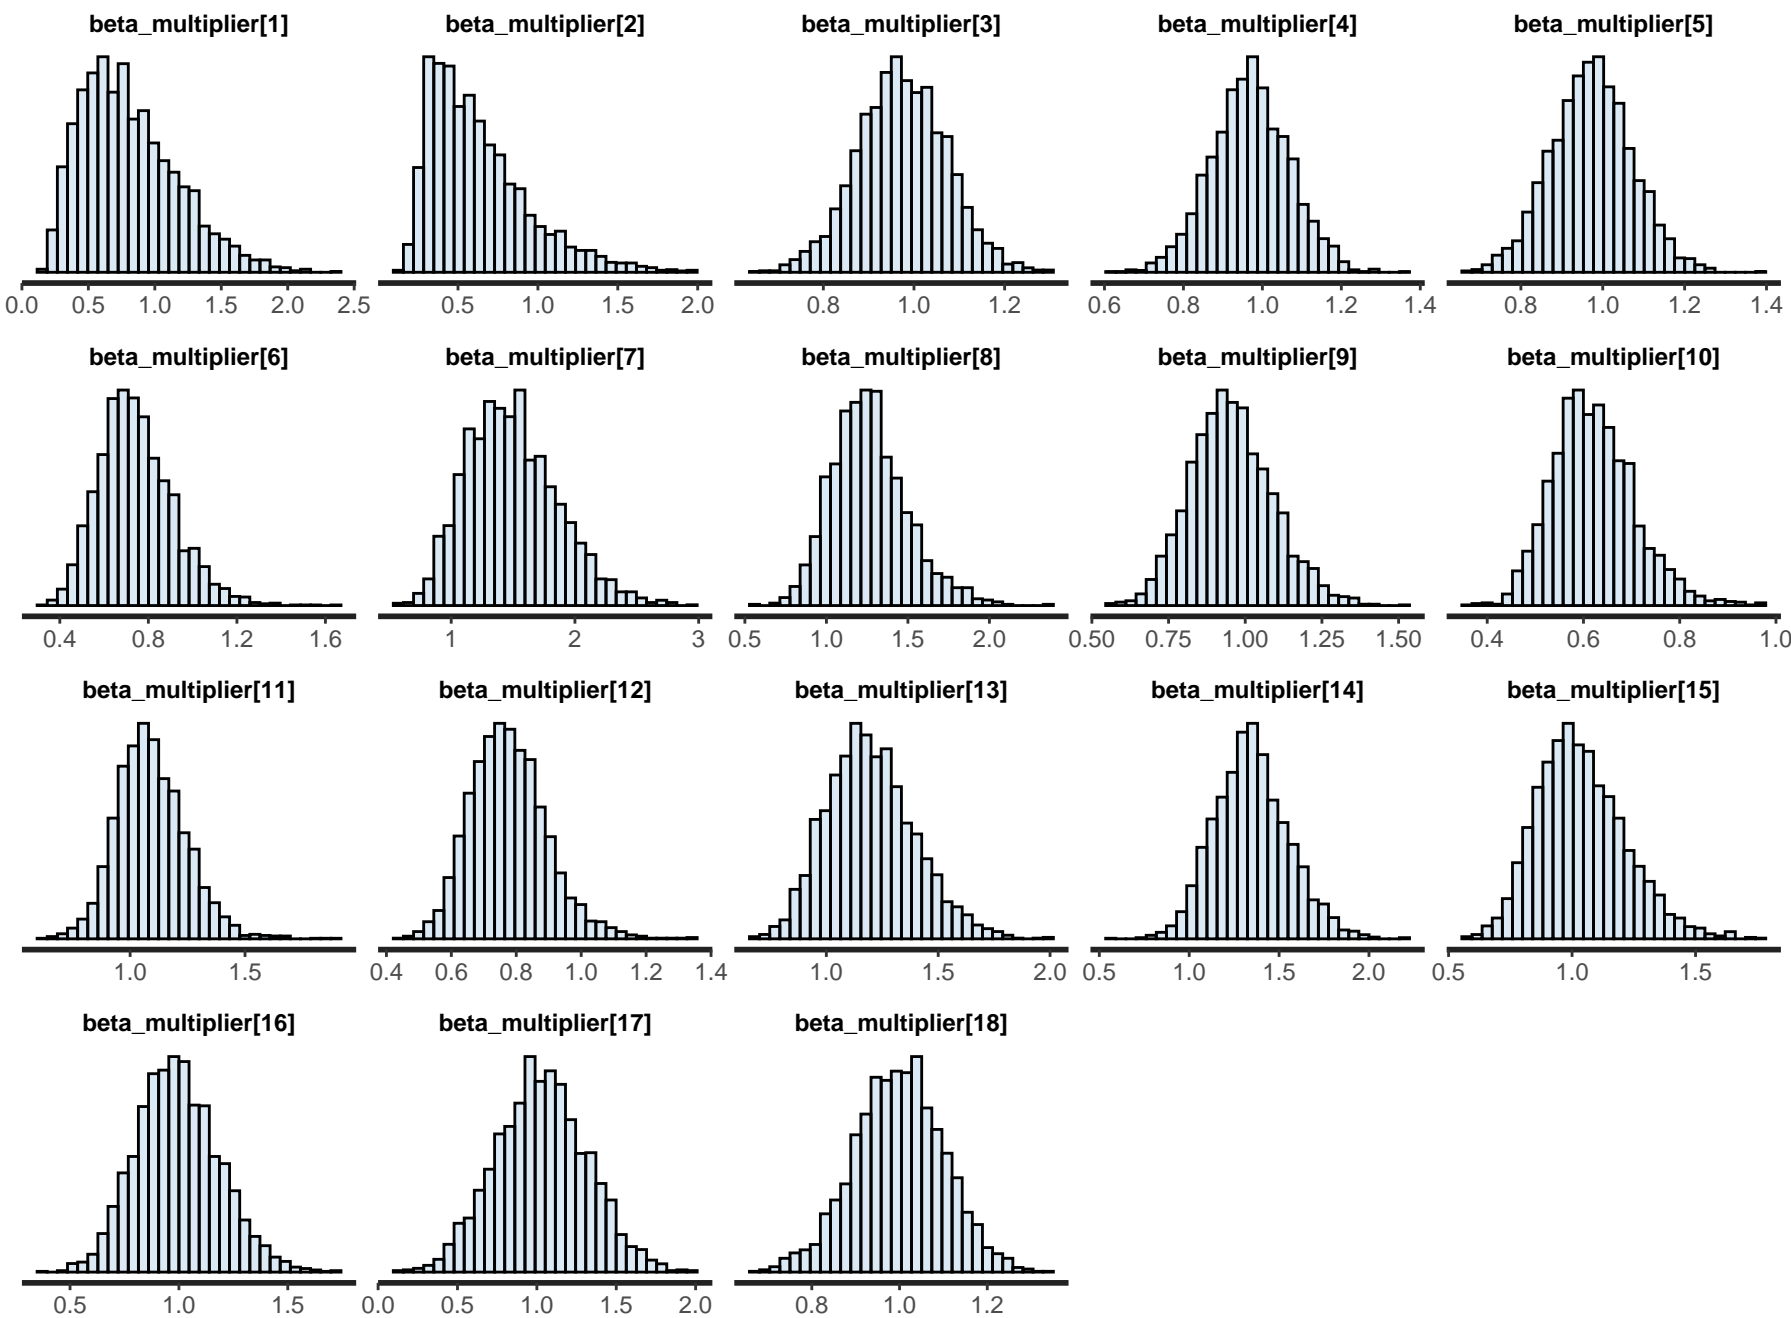 beta_multiplier[1] beta_multiplier[2] beta_multiplier[3] beta_multiplier[4] beta_multiplier[5]
0.0 0.5 1.0 1.5 2.0 2.5 0.5 1.0 1.5 2.0 0.8 1.0 1.2 0.6 0.8 1.0 1.2 1.4 0.8 1.0 1.2 1.4
beta_multiplier[6] beta_multiplier[7] beta_multiplier[8] beta_multiplier[9] beta_multiplier[10]
0.4 0.8 1.2 1.6 1 2 3 0.5 1.0 1.5 2.0 0.50 0.75 1.00 1.25 1.50 0.4 0.6 0.8 1.0
beta_multiplier[11] beta_multiplier[12] beta_multiplier[13] beta_multiplier[14] beta_multiplier[15]
1.0 1.5 0.4 0.6 0.8 1.0 1.2 1.4 1.0 1.5 2.0 0.5 1.0 1.5 2.0 0.5 1.0 1.5
beta_multiplier[16] beta_multiplier[17] beta_multiplier[18]
0.5 1.0 1.5 0.0 0.5 1.0 1.5 2.0 0.8 1.0 1.2